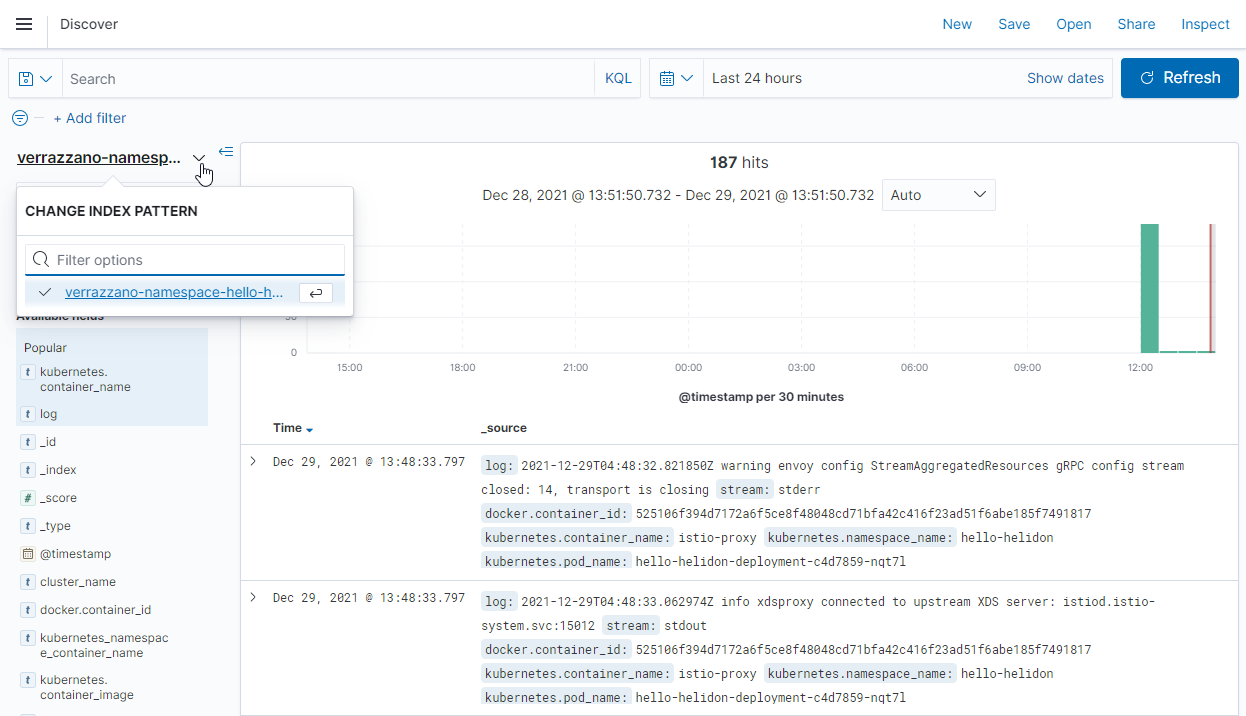 Discover
New Save Open Share Inspect
Search KQL
Last 24 hours Show dates
Refresh
+ Add filter
verrazzano-namesp...
CHANGE INDEX PATTERN
Filter options
verrazzano-namespace-hello-h...
Available fields
Popular
t kubernetes.
container_name
t log
t _id
t _index
# _score
t _type
@timestamp
t cluster_name
t docker.container_id
t kubernetes_namespac
e_container_name
t kubernetes.
container_image
187 hits
Dec 28, 2021 @ 13:51:50.732 - Dec 29, 2021 @ 13:51:50.732 Auto
50
0
15:00 18:00 21:00 00:00 03:00 06:00 09:00 12:00
@timestamp per 30 minutes
Time _source
Dec 29, 2021 @ 13:48:33.797
log: 2021-12-29T04:48:32.821850Z warning envoy config StreamAggregatedResources gRPC config stream
closed: 14, transport is closing stream: stderr
docker.container_id: 525106f394d7172a6f5ce8f48048cd71bfa42c416f23ad51f6abe185f7491817
kubernetes.container_name: istio-proxy kubernetes.namespace_name: hello-helidon
kubernetes.pod_name: hello-helidon-deployment-c4d7859-nqt7l
Dec 29, 2021 @ 13:48:33.797
log: 2021-12-29T04:48:33.062974Z info xdsproxy connected to upstream XDS server: istiod.istio-
system.svc:15012 stream: stdout
docker.container_id: 525106f394d7172a6f5ce8f48048cd71bfa42c416f23ad51f6abe185f7491817
kubernetes.container_name: istio-proxy kubernetes.namespace_name: hello-helidon
kubernetes.pod_name: hello-helidon-deployment-c4d7859-nqt7l